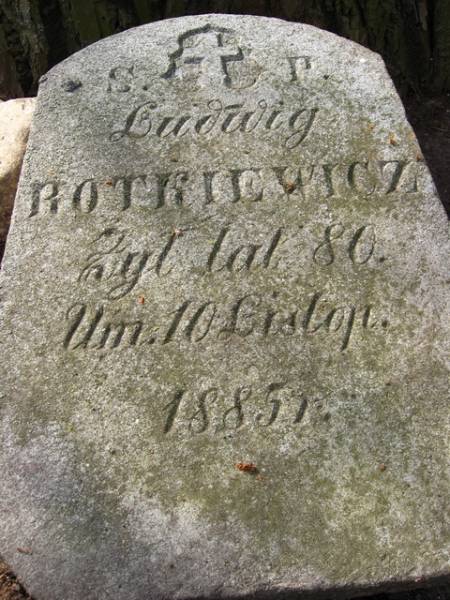 S. P.
Ludwig
ROTKIEWICZ
Żył lat 80.
Um. 10 Listop.
1885 r.